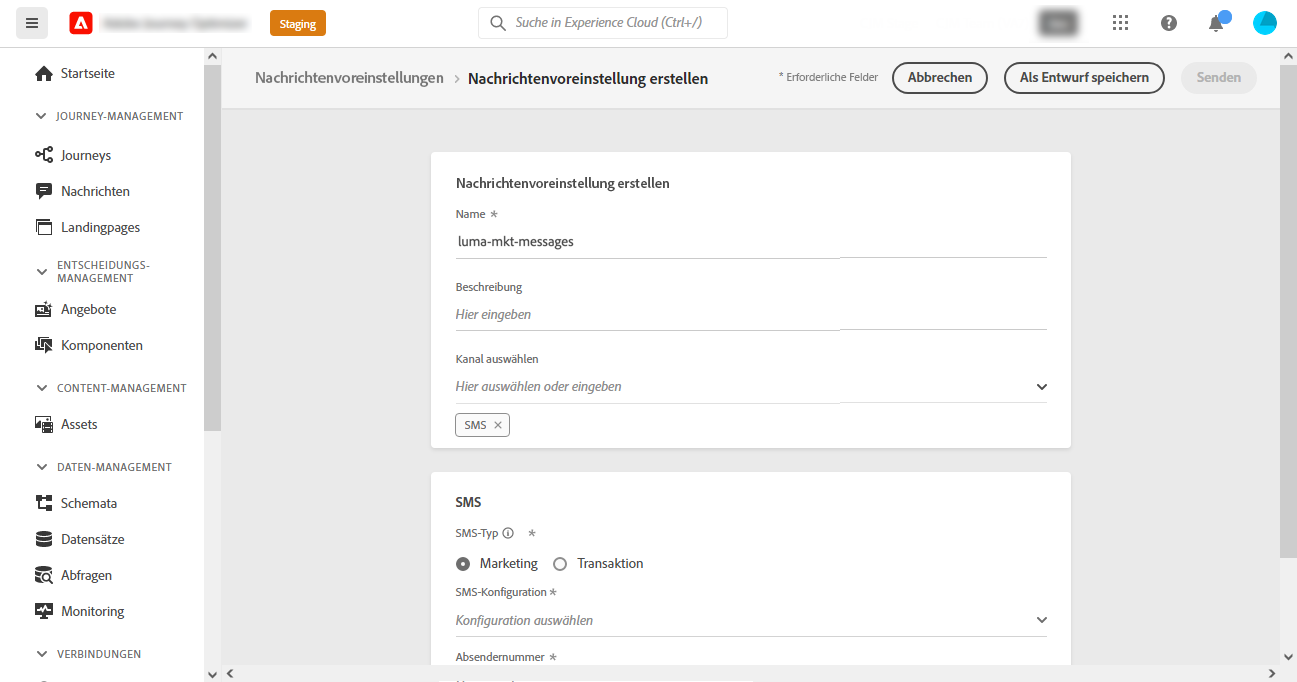 Staging
Suche in Experience Cloud (Ctrl+/)
Startseite
JOURNEY-MANAGEMENT
Journeys
Nachrichten
Landingpages
ENTSCHEIDUNGS-
MANAGEMENT
Angebote
Komponenten
CONTENT-MANAGEMENT
Assets
DATEN-MANAGEMENT
Schemata
Datensätze
Abfragen
Monitoring
VERBINDUNGEN
Nachrichtenvoreinstellungen > Nachrichtenvoreinstellung erstellen
* Erforderliche Felder
Abbrechen
Als Entwurf speichern
Senden
Nachrichtenvoreinstellung erstellen
Name *
luma-mkt-messages
Beschreibung
Hier eingeben
Kanal auswählen
Hier auswählen oder eingeben
SMS ×
SMS
SMS-Typ *
Marketing Transaktion
SMS-Konfiguration *
Konfiguration auswählen
Absendernummer *